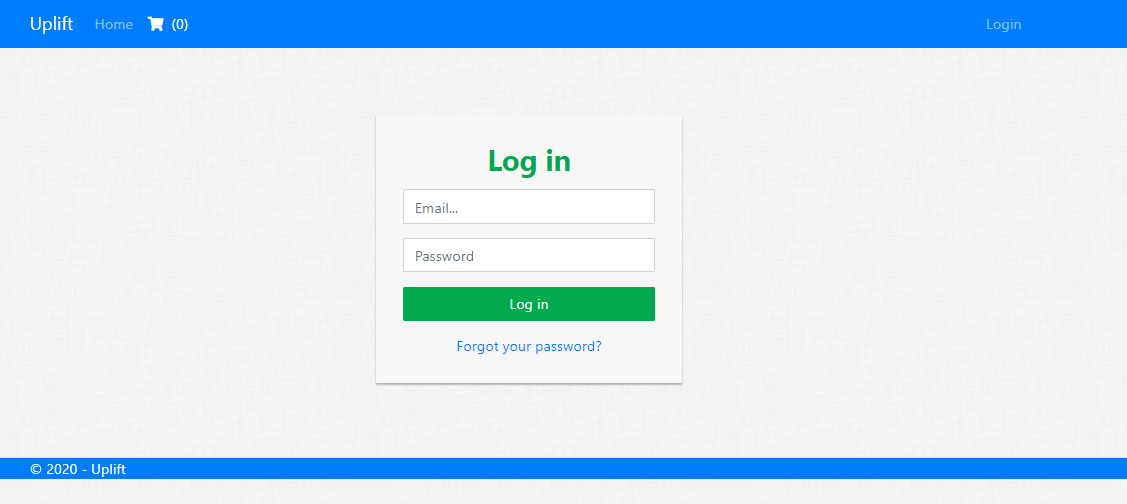 Uplift Home (0) Login
Log in
Email...
Password
Log in
Forgot your password?
© 2020 - Uplift